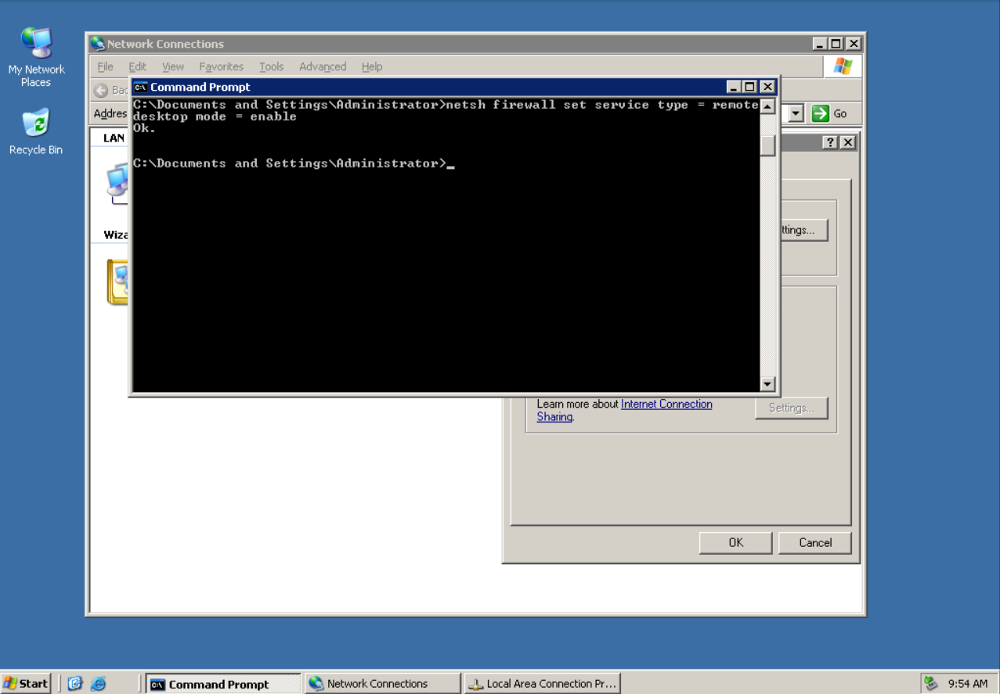 My Network
Places
Recycle Bin
Network Connections
File Edit View Favorites Tools Advanced Help
Bac
Addres
Go
Command Prompt
C:\Documents and Settings\Administrator>netsh firewall set service type = remote
desktop mode = enable
Ok.
C:\Documents and Settings\Administrator>_
LAN
Wiza
ttings...
Learn more about Internet Connection
Sharing.
Settings...
OK Cancel
Start
Command Prompt
Network Connections
Local Area Connection Pr...
9:54 AM